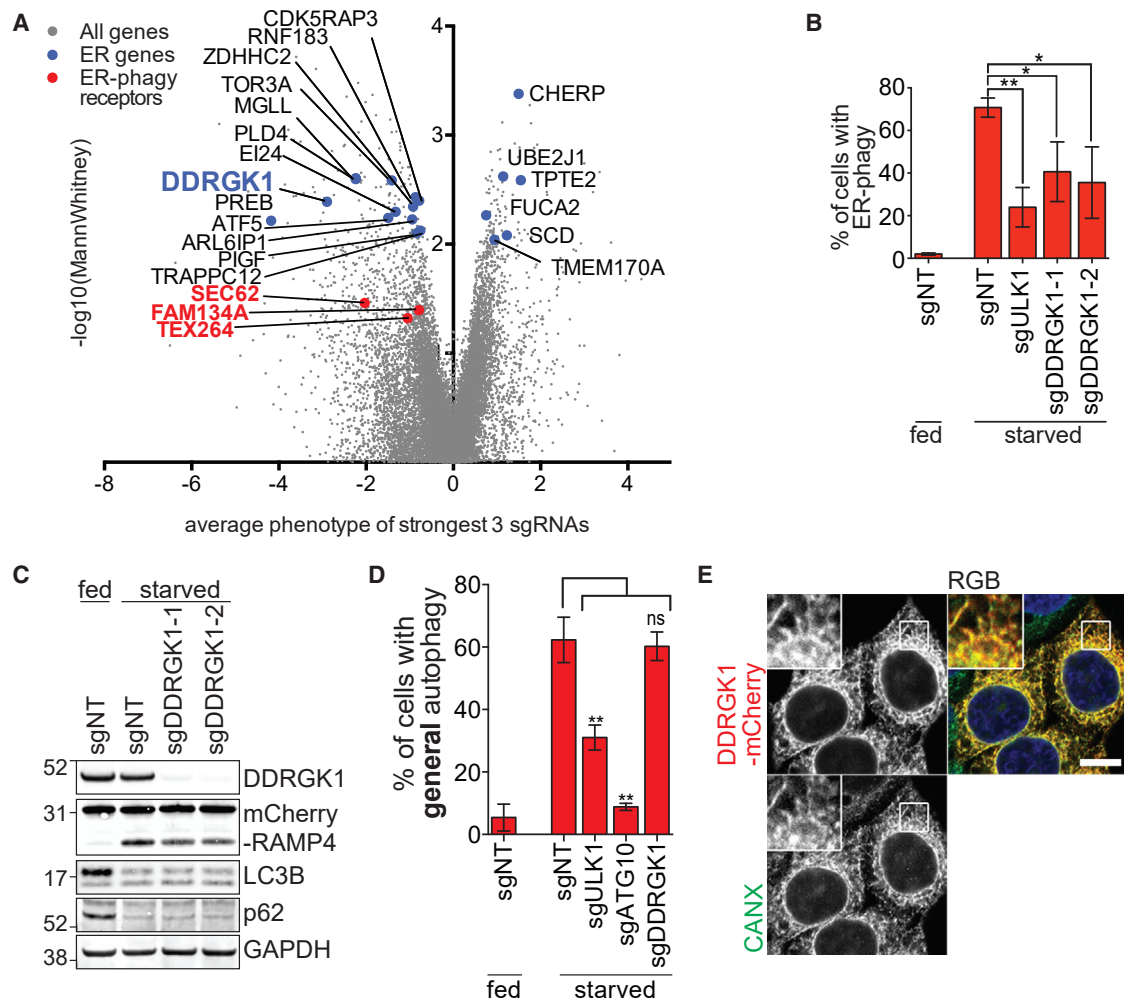 A
All genes
ER genes
ER-phagy
receptors
CDK5RAP3
RNF183
ZDHHC2
TOR3A
MGLL
PLD4
EI24
DDRGK1
PREB
ATF5
ARL6IP1
PIGF
TRAPPC12
SEC62
FAM134A
TEX264
CHERP
UBE2J1
TPTE2
FUCA2
SCD
TMEM170A
-log10(MannWhitney)
4
3
2
-8 -6 -4 -2 0 2 4
average phenotype of strongest 3 sgRNAs
B
% of cells with
ER-phagy
80
60
40
20
0
** * *
sgNT
sgNT
sgULK1
sgDDRGK1-1
sgDDRGK1-2
fed
starved
C
fed starved
sgNT
sgNT
sgDDRGK1-1
sgDDRGK1-2
52
DDRGK1
31
mCherry
-RAMP4
17
LC3B
52
p62
38
GAPDH
D
% of cells with
general autophagy
80
60
40
20
0
** ** ns
sgNT
sgNT
sgULK1
sgATG10
sgDDRGK1
fed
starved
E
RGB
DDRGK1
-mCherry
CANX